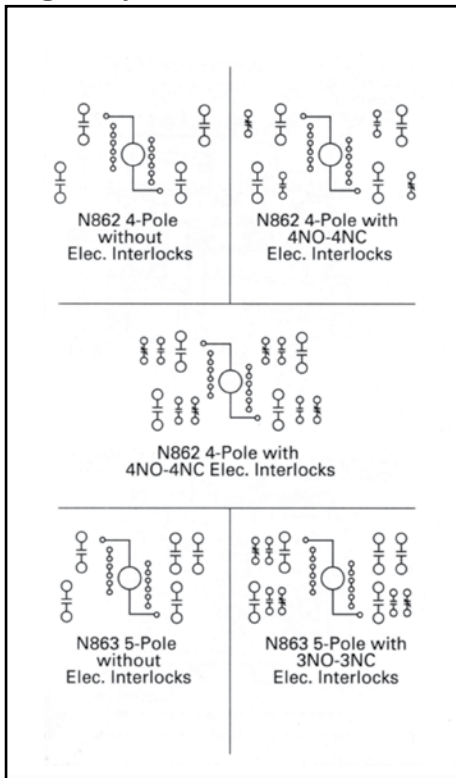 N862 4-Pole
without
Elec. Interlocks
N862 4-Pole with
4NO-4NC
Elec. Interlocks
N862 4-Pole with
4NO-4NC Elec. Interlocks
N863 5-Pole
without
Elec. Interlocks
N863 5-Pole with
3NO-3NC
Elec. Interlocks